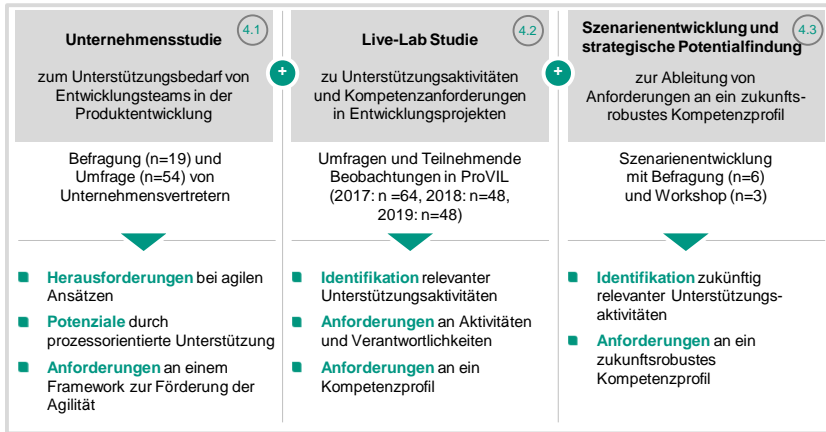 Unternehmensstudie
4.1
zum Unterstützungsbedarf von
Entwicklungsteams in der
Produktentwicklung
Befragung (n=19) und
Umfrage (n=54) von
Unternehmensvertretern
Herausforderungen bei agilen
Ansätzen
Potenziale durch
prozessorientierte Unterstützung
Anforderungen an einem
Framework zur Förderung der
Agilität
+
Live-Lab Studie
4.2
zu Unterstützungsaktivitäten
und Kompetenzanforderungen
in Entwicklungsprojekten
Umfragen und Teilnehmende
Beobachtungen in ProVIL
(2017: n =64, 2018: n=48,
2019: n=48)
Identifikation relevanter
Unterstützungsaktivitäten
Anforderungen an Aktivitäten
und Verantwortlichkeiten
Anforderungen an ein
Kompetenzprofil
+
Szenarienentwicklung und
strategische Potentialfindung
4.3
zur Ableitung von
Anforderungen an ein zukunfts-
robustes Kompetenzprofil
Szenarienentwicklung
mit Befragung (n=6)
und Workshop (n=3)
Identifikation zukünftig
relevanter Unterstützungs-
aktivitäten
Anforderungen an ein
zukunftsrobustes
Kompetenzprofil